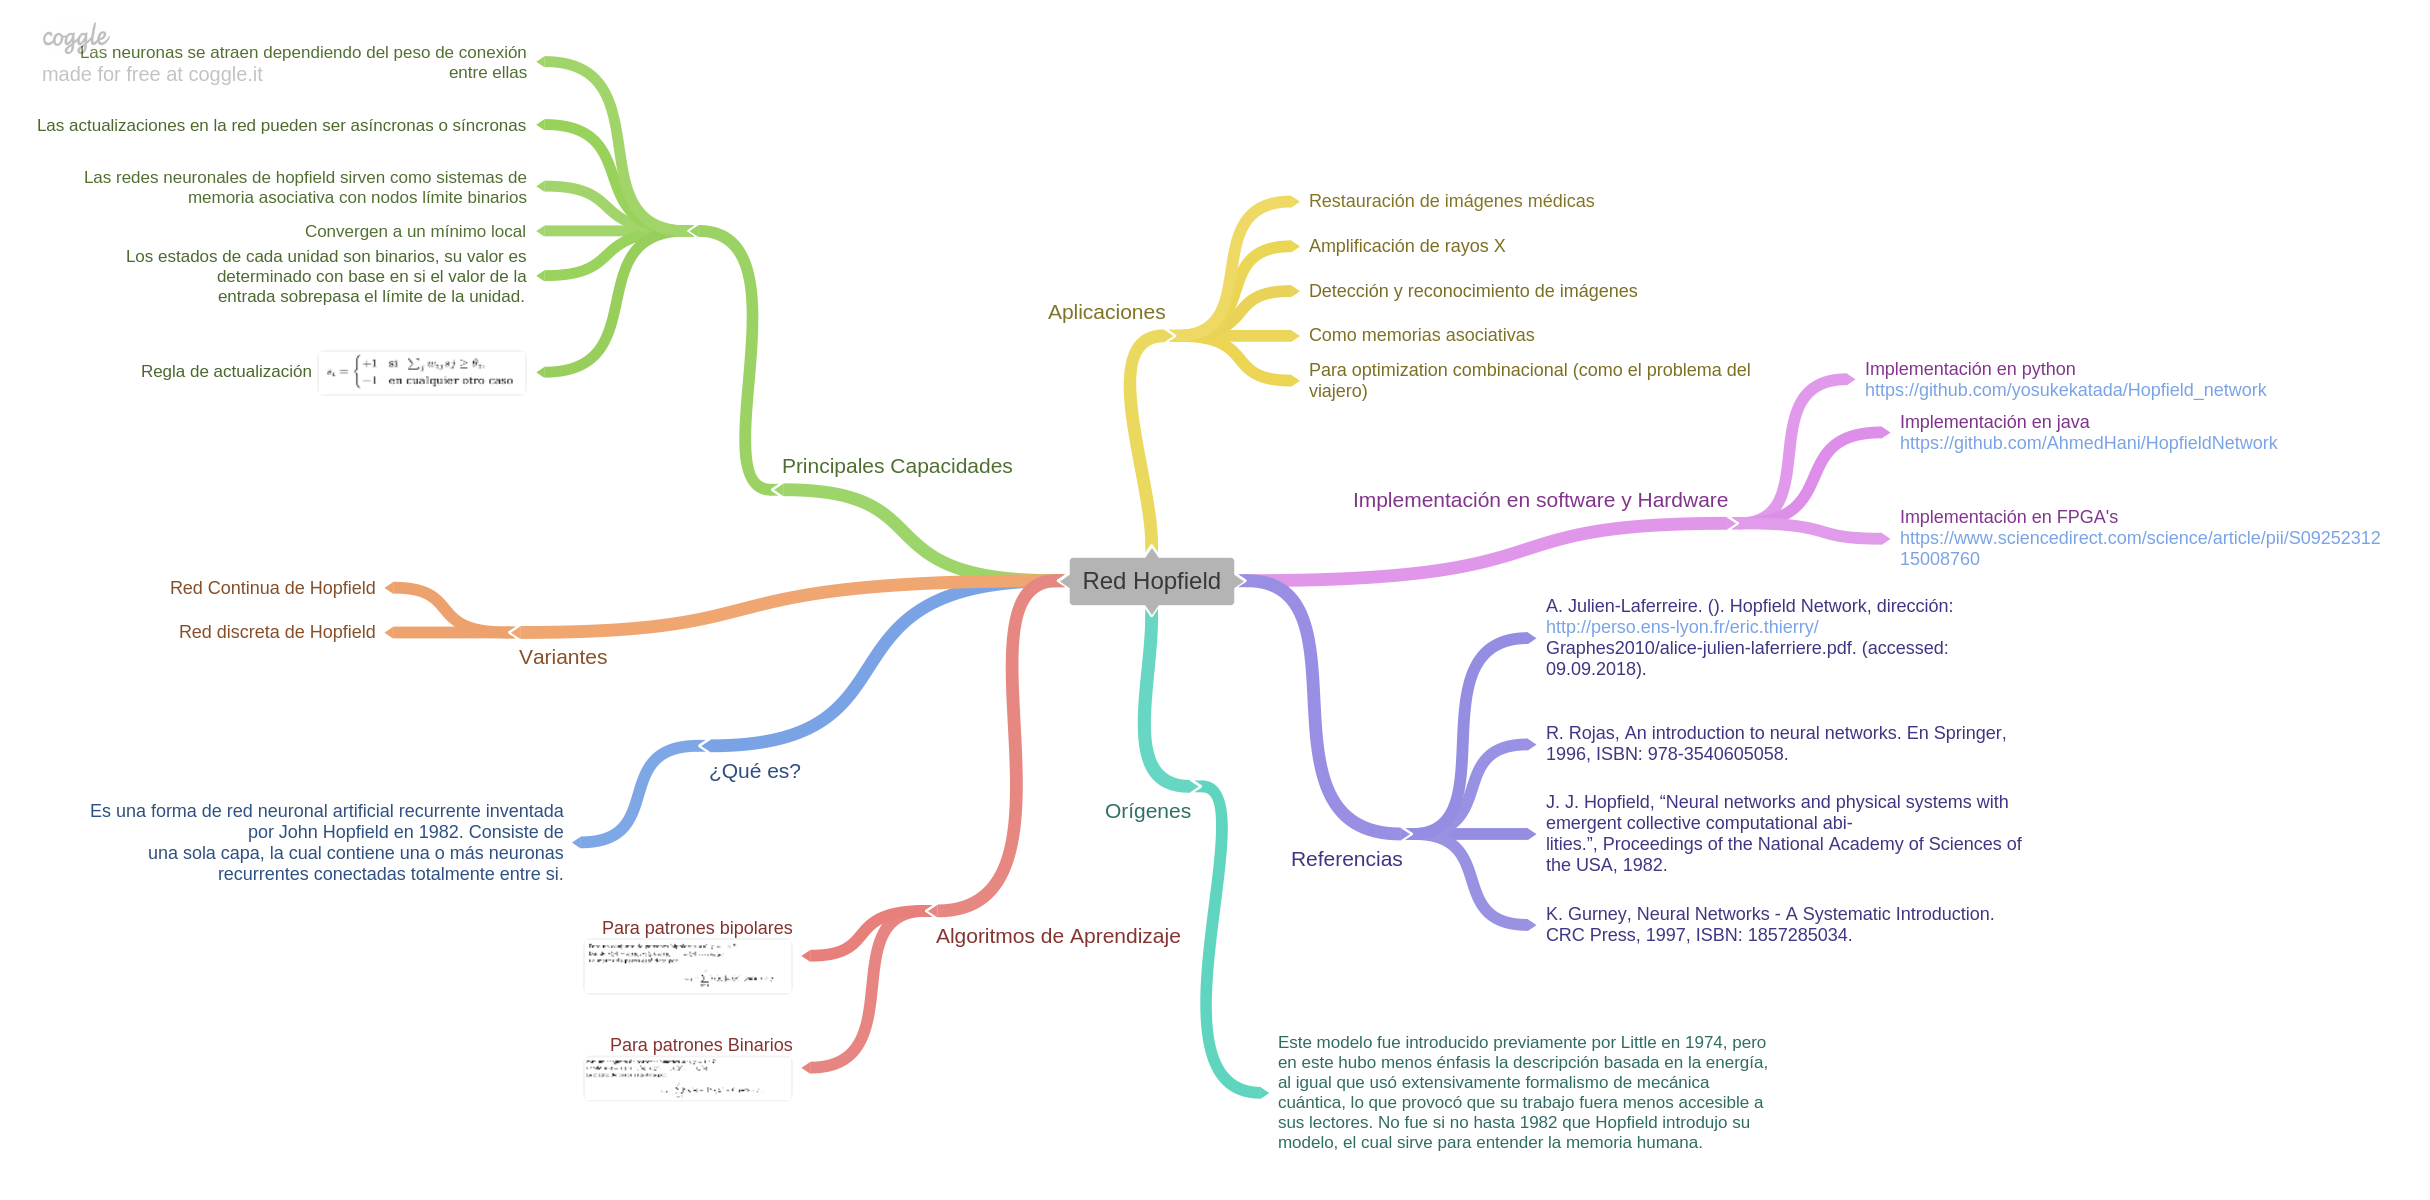 coggle
made for free at coggle.it
Las neuronas se atraen dependiendo del peso de conexión
entre ellas
Las actualizaciones en la red pueden ser asíncronas o síncronas
Las redes neuronales de hopfield sirven como sistemas de
memoria asociativa con nodos límite binarios
Convergen a un mínimo local
Los estados de cada unidad son binarios, su valor es
determinado con base en si el valor de la
entrada sobrepasa el límite de la unidad.
Regla de actualización
+1 si
−1 en cualquier otro caso
Principales Capacidades
Red Continua de Hopfield
Red discreta de Hopfield
Variantes
¿Qué es?
Es una forma de red neuronal artificial recurrente inventada
por John Hopfield en 1982. Consiste de
una sola capa, la cual contiene una o más neuronas
recurrentes conectadas totalmente entre si.
Para patrones bipolares
Para patrones Binarios
Algoritmos de Aprendizaje
Red Hopfield
Aplicaciones
Restauración de imágenes médicas
Amplificación de rayos X
Detección y reconocimiento de imágenes
Como memorias asociativas
Para optimization combinacional (como el problema del
viajero)
Implementación en software y Hardware
Implementación en python
https://github.com/yosukekatada/Hopfield_network
Implementación en java
https://github.com/AhmedHani/HopfieldNetwork
Implementación en FPGA's
https://www.sciencedirect.com/science/article/pii/S09252312
15008760
Referencias
A. Julien-Laferreire. (). Hopfield Network, dirección:
http://perso.ens-lyon.fr/eric.thierry/
Graphes2010/alice-julien-laferriere.pdf. (accessed:
09.09.2018).
R. Rojas, An introduction to neural networks. En Springer,
1996, ISBN: 978-3540605058.
J. J. Hopfield, “Neural networks and physical systems with
emergent collective computational abi-
lities.”, Proceedings of the National Academy of Sciences of
the USA, 1982.
K. Gurney, Neural Networks - A Systematic Introduction.
CRC Press, 1997, ISBN: 1857285034.
Orígenes
Este modelo fue introducido previamente por Little en 1974, pero
en este hubo menos énfasis la descripción basada en la energía,
al igual que usó extensivamente formalismo de mecánica
cuántica, lo que provocó que su trabajo fuera menos accesible a
sus lectores. No fue si no hasta 1982 que Hopfield introdujo su
modelo, el cual sirve para entender la memoria humana.